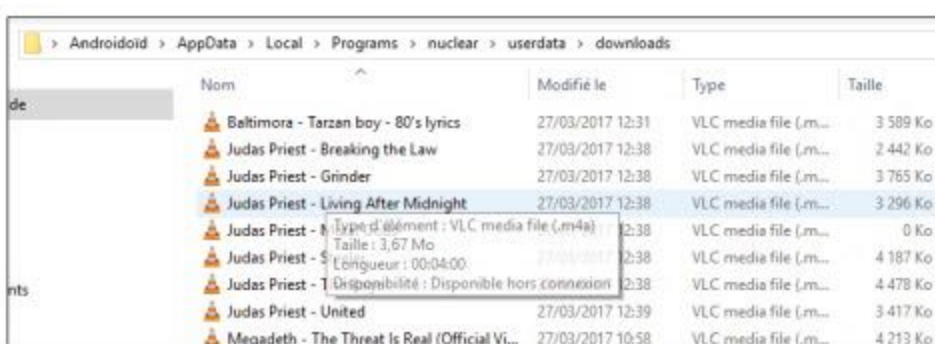 > Androidoïd > AppData > Local > Programs > nuclear > userdata > downloads
Nom Modifié le Type Taille
de
Baltimora - Tarzan boy - 80's lyrics 27/03/2017 12:31 VLC media file (.m... 3 589 Ko
Judas Priest - Breaking the Law 27/03/2017 12:38 VLC media file (.m... 2 442 Ko
Judas Priest - Grinder 27/03/2017 12:38 VLC media file (.m... 3 765 Ko
Judas Priest - Living After Midnight 27/03/2017 12:38 VLC media file (.m... 3 296 Ko
Judas Priest - 12:38 VLC media file (.m... 0 Ko
Type d'élément : VLC media file (.m4a)
Taille : 3,67 Mo
Judas Priest - S 12:38 VLC media file (.m... 4 187 Ko
Longueur : 00:04:00
nts
Judas Priest - T 12:38 VLC media file (.m... 4 478 Ko
Disponibilité : Disponible hors connexion
Judas Priest - United 27/03/2017 12:39 VLC media file (.m... 3 417 Ko
Megadeth - The Threat Is Real (Official Vi... 27/03/2017 10:58 VLC media file (.m... 4 213 Ko